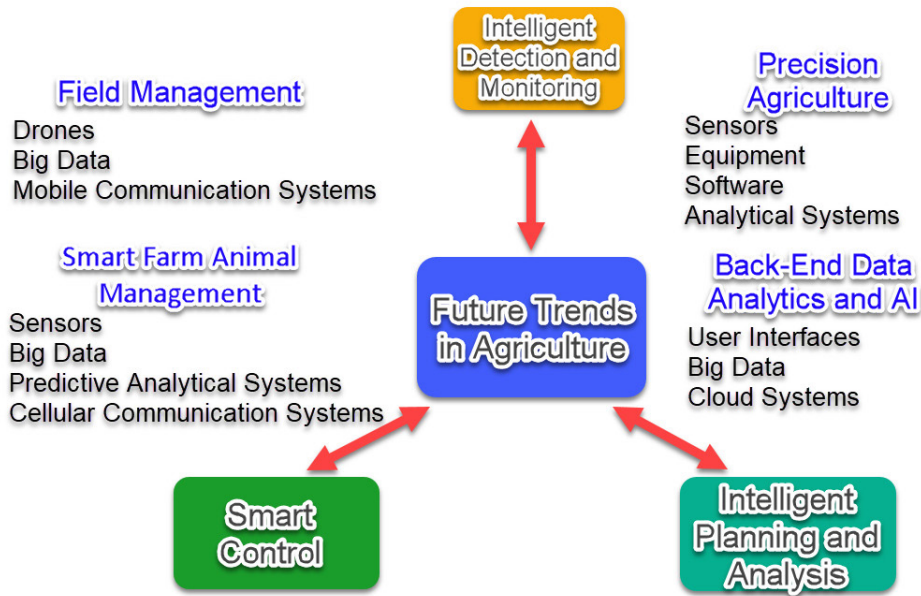 Intelligent
Detection and
Monitoring
Field Management
Drones
Big Data
Mobile Communication Systems
Precision
Agriculture
Sensors
Equipment
Software
Analytical Systems
Smart Farm Animal
Management
Sensors
Big Data
Predictive Analytical Systems
Cellular Communication Systems
Future Trends
in Agriculture
Back-End Data
Analytics and AI
User Interfaces
Big Data
Cloud Systems
Smart
Control
Intelligent
Planning and
Analysis